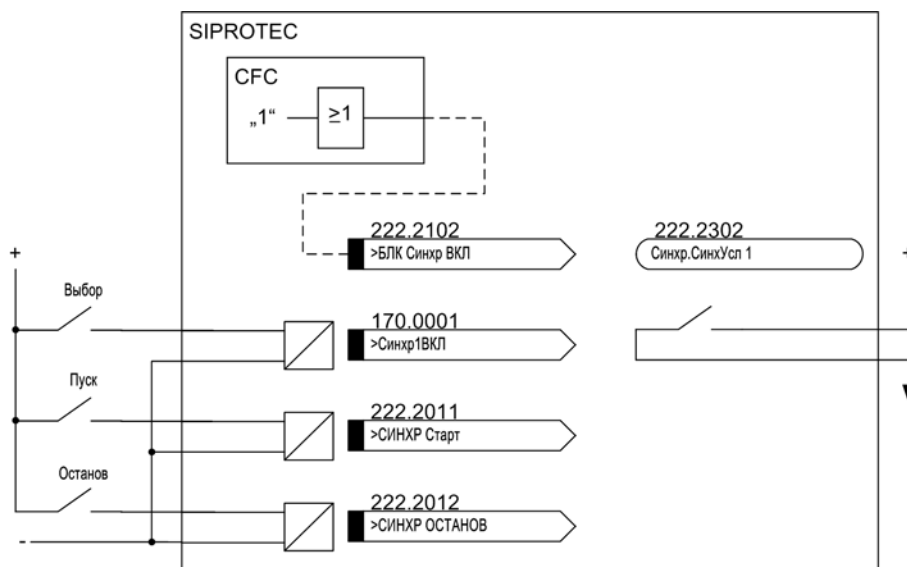 SIPROTEC
CFC
„1“
≥1
222.2102
>БЛК Синхр ВКЛ
222.2302
Синхр.СинхУсл 1
+
+
Выбор
170.0001
>Синхр1ВКЛ
Пуск
222.2011
>СИНХР Старт
Останов
222.2012
>СИНХР ОСТАНОВ
-